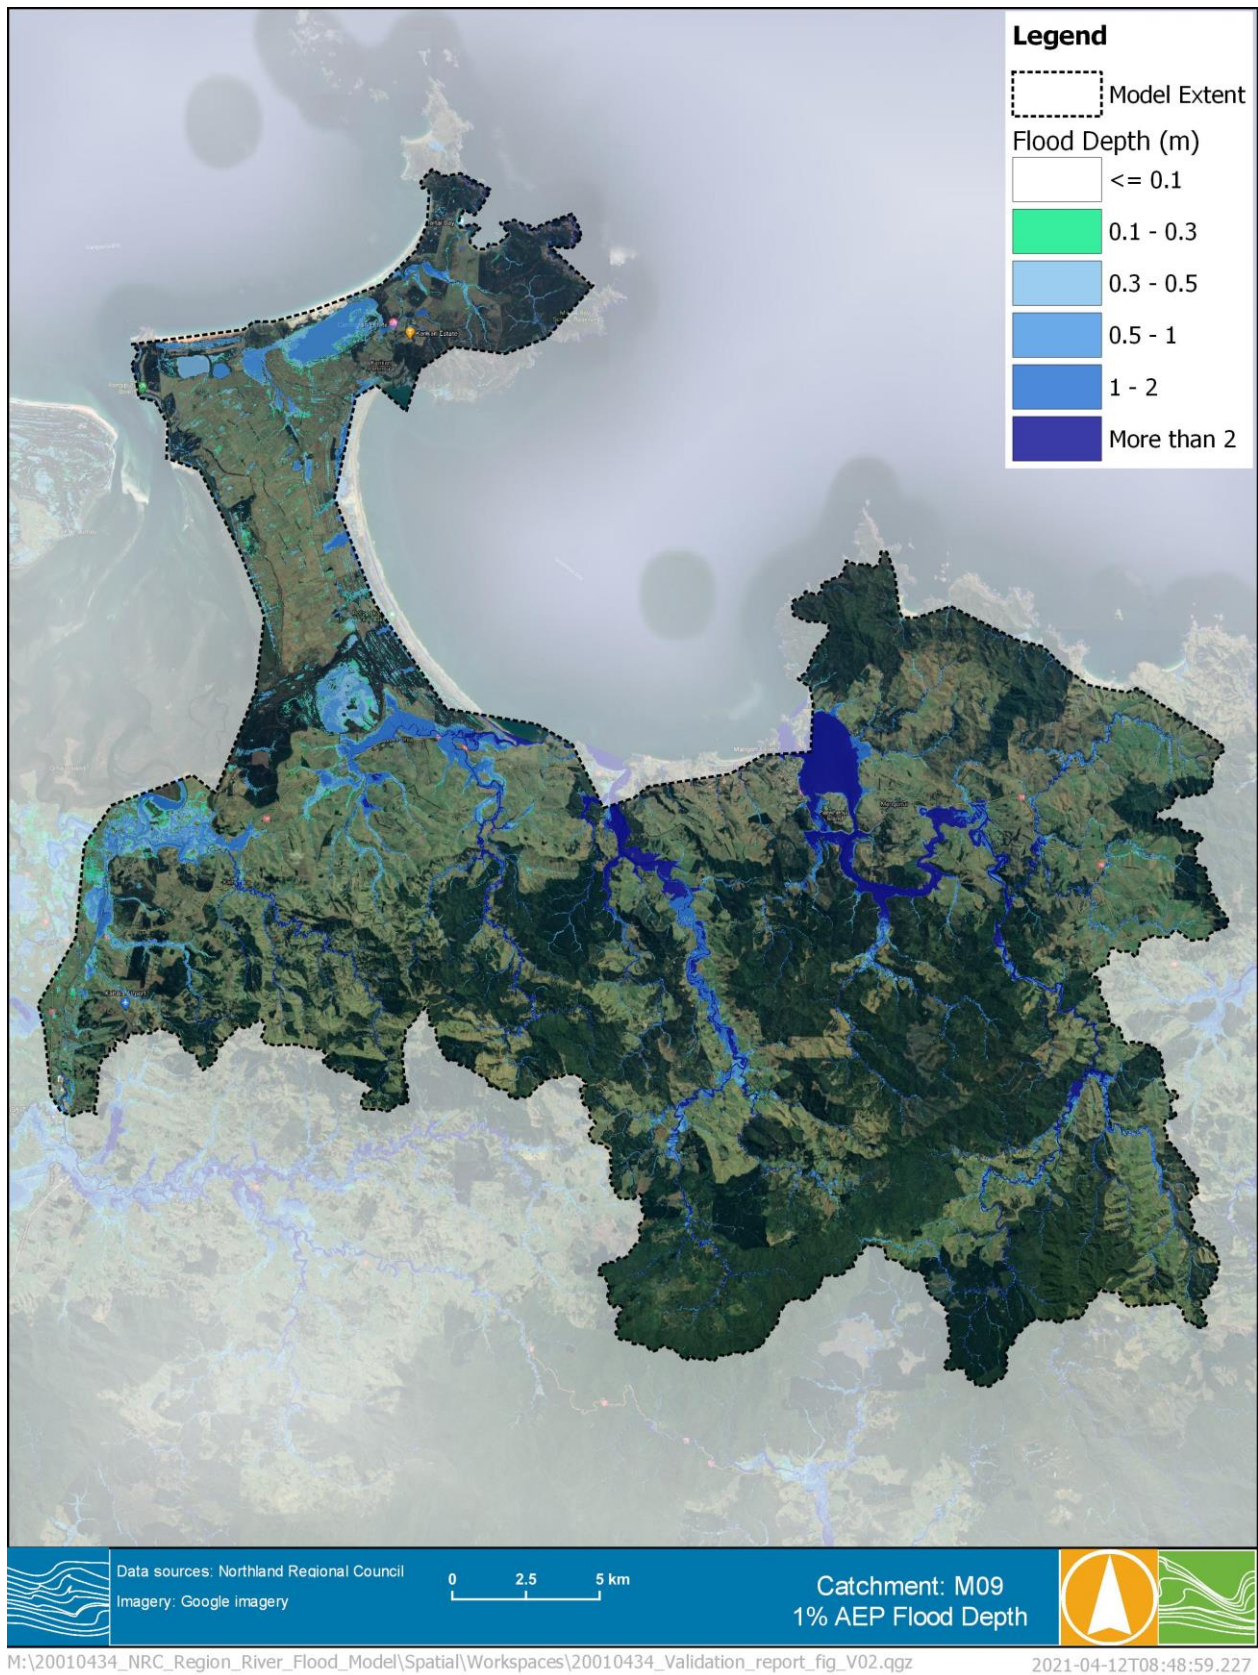 Legend
Model Extent
Flood Depth (m)
<= 0.1
0.1 - 0.3
0.3 - 0.5
0.5 - 1
1 - 2
More than 2
Data sources: Northland Regional Council
Imagery: Google imagery
0 2.5 5 km
Catchment: M09
1% AEP Flood Depth
M:\20010434_NRC_Region_River_Flood_Model\Spatial\Workspaces\20010434_Validation_report_fig_V02.qgz
2021-04-12T08:48:59.227